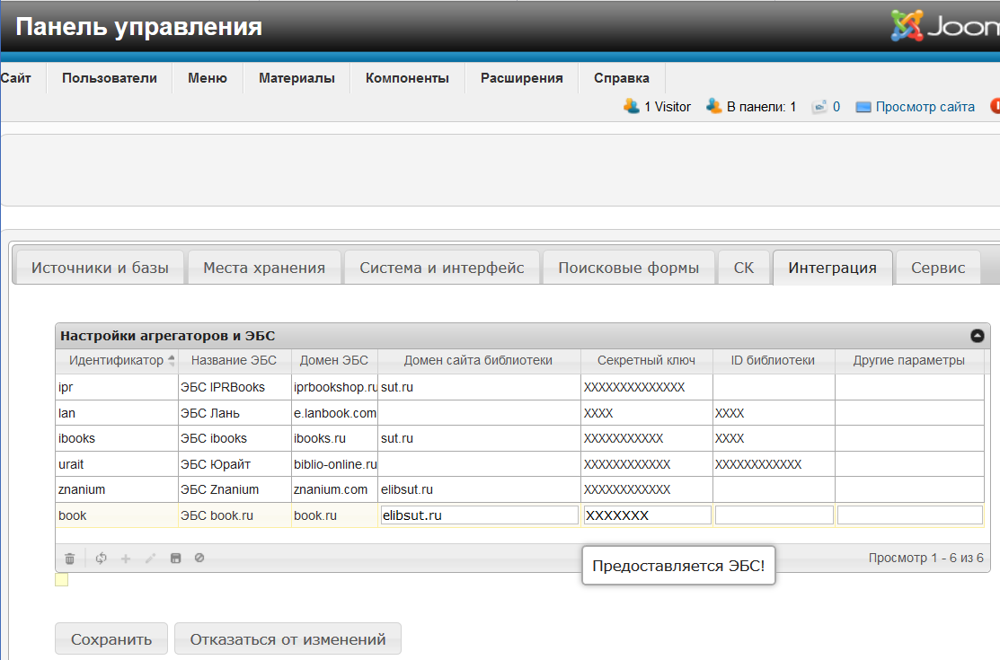 Панель управления
Joom
Сайт Пользователи Меню Материалы Компоненты Расширения Справка
1 Visitor В панели: 1 0 Просмотр сайта
Источники и базы Места хранения Система и интерфейс Поисковые формы СК Интеграция Сервис
Настройки агрегаторов и ЭБС
Идентификатор Название ЭБС Домен ЭБС Домен сайта библиотеки Секретный ключ ID библиотеки Другие параметры
ipr ЭБС IPRBooks iprbookshop.ru sut.ru XXXXXXXXXXXXXX
lan ЭБС Лань e.lanbook.com XXXX XXXX
ibooks ЭБС ibooks ibooks.ru sut.ru XXXXXXXXXXX XXXX
urait ЭБС Юрайт biblio-online.ru XXXXXXXXXXXX XXXXXXXXXXXX
znanium ЭБС Znanium znanium.com elibsut.ru XXXXXXXXXXXX
book ЭБС book.ru book.ru elibsut.ru XXXXXXX
Просмотр 1 - 6 из 6
Предоставляется ЭБС!
Сохранить Отказаться от изменений